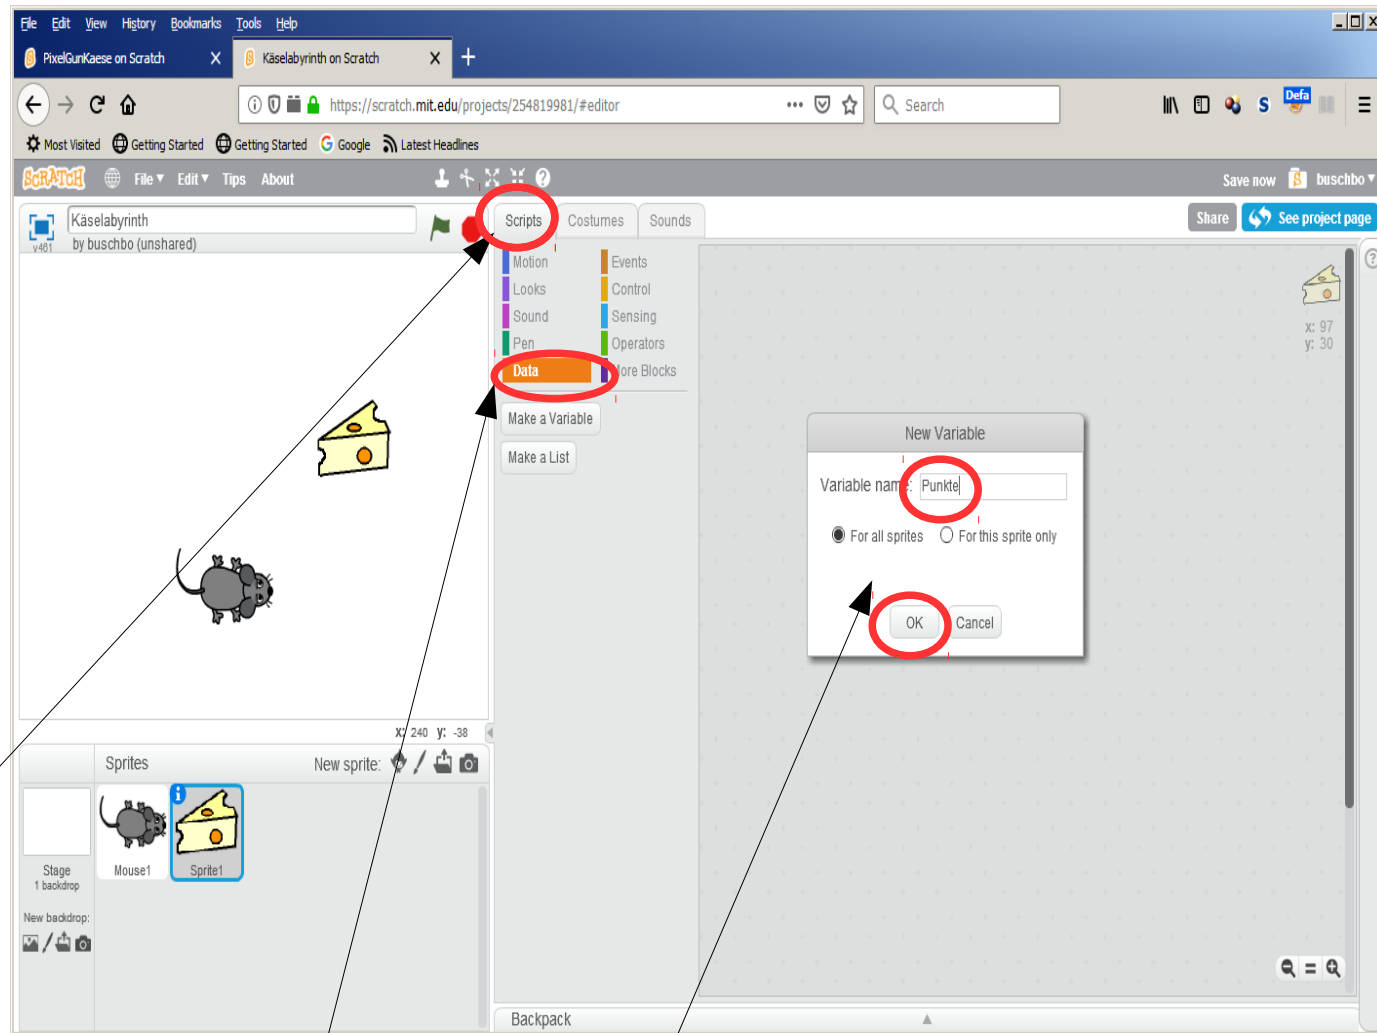 File Edit View History Bookmarks Tools Help
PixelGunKaese on Scratch X Käselabyrinth on Scratch X +
https://scratch.mit.edu/projects/254819981/#editor ••• Search S Defa
Most Visited Getting Started Getting Started G Google Latest Headlines
SCRATCH File Edit Tips About ? Save now buschbo
Käselabyrinth
v461 by buschbo (unshared)
Scripts Costumes Sounds Share See project page
Motion Events
Looks Control
Sound Sensing
Pen Operators
Data More Blocks
x: 97
y: 30
Make a Variable
Make a List
New Variable
Variable name: Punkte
For all sprites For this sprite only
OK Cancel
x: 240 y: -38
Sprites New sprite:
Stage
1 backdrop
Mouse1 Sprite1
New backdrop:
Backpack